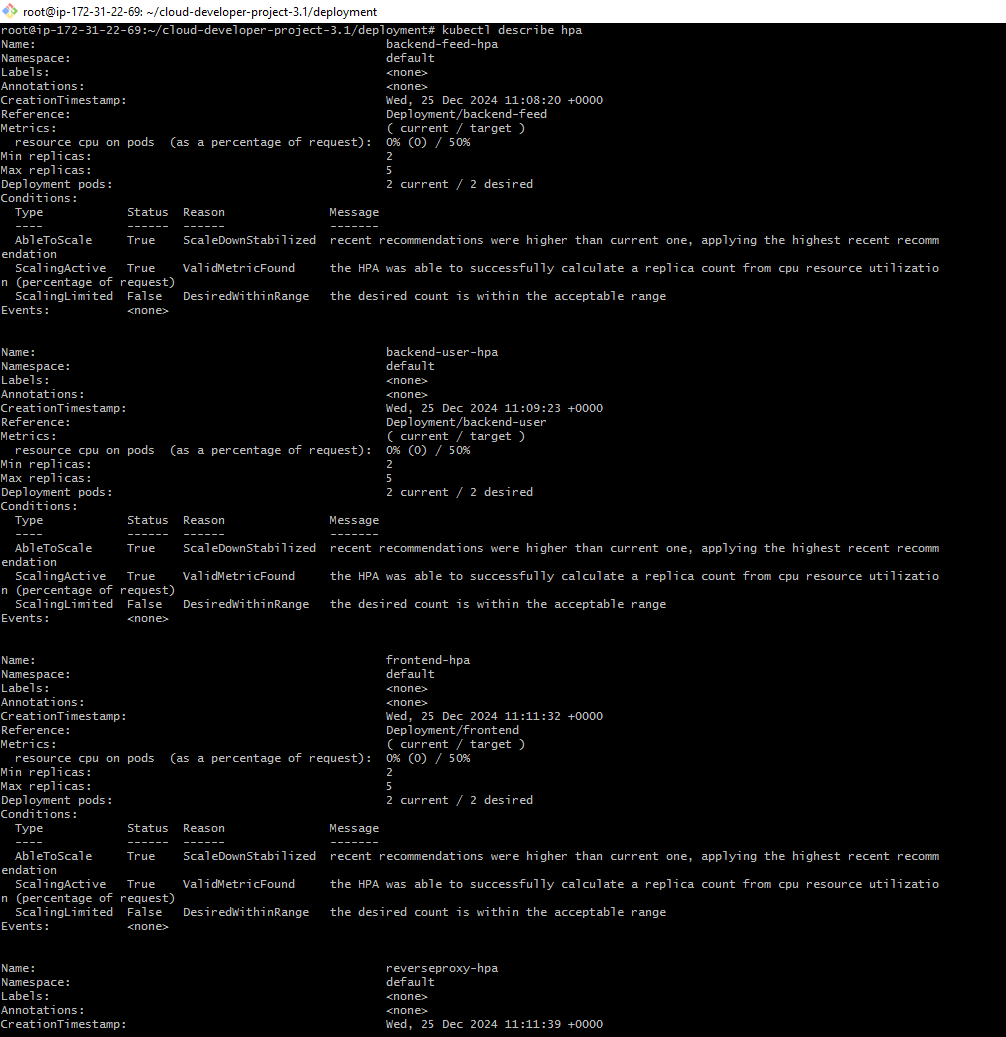 root@ip-172-31-22-69: ~/cloud-developer-project-3.1/deployment
root@ip-172-31-22-69:~/cloud-developer-project-3.1/deployment# kubectl describe hpa
Name:                                                  backend-feed-hpa
Namespace:                                             default
Labels:                                                <none>
Annotations:                                           <none>
CreationTimestamp:                                     Wed, 25 Dec 2024 11:08:20 +0000
Reference:                                             Deployment/backend-feed
Metrics:                                               ( current / target )
  resource cpu on pods  (as a percentage of request):  0% (0) / 50%
Min replicas:                                          2
Max replicas:                                          5
Deployment pods:                                       2 current / 2 desired
Conditions:
  Type            Status  Reason               Message
  ----            ------  ------               -------
  AbleToScale     True    ScaleDownStabilized  recent recommendations were higher than current one, applying the highest recent recomm
endation
  ScalingActive   True    ValidMetricFound     the HPA was able to successfully calculate a replica count from cpu resource utilizatio
n (percentage of request)
  ScalingLimited  False   DesiredWithinRange   the desired count is within the acceptable range
Events:           <none>
Name:                                                  backend-user-hpa
Namespace:                                             default
Labels:                                                <none>
Annotations:                                           <none>
CreationTimestamp:                                     Wed, 25 Dec 2024 11:09:23 +0000
Reference:                                             Deployment/backend-user
Metrics:                                               ( current / target )
  resource cpu on pods  (as a percentage of request):  0% (0) / 50%
Min replicas:                                          2
Max replicas:                                          5
Deployment pods:                                       2 current / 2 desired
Conditions:
  Type            Status  Reason               Message
  ----            ------  ------               -------
  AbleToScale     True    ScaleDownStabilized  recent recommendations were higher than current one, applying the highest recent recomm
endation
  ScalingActive   True    ValidMetricFound     the HPA was able to successfully calculate a replica count from cpu resource utilizatio
n (percentage of request)
  ScalingLimited  False   DesiredWithinRange   the desired count is within the acceptable range
Events:           <none>
Name:                                                  frontend-hpa
Namespace:                                             default
Labels:                                                <none>
Annotations:                                           <none>
CreationTimestamp:                                     Wed, 25 Dec 2024 11:11:32 +0000
Reference:                                             Deployment/frontend
Metrics:                                               ( current / target )
  resource cpu on pods  (as a percentage of request):  0% (0) / 50%
Min replicas:                                          2
Max replicas:                                          5
Deployment pods:                                       2 current / 2 desired
Conditions:
  Type            Status  Reason               Message
  ----            ------  ------               -------
  AbleToScale     True    ScaleDownStabilized  recent recommendations were higher than current one, applying the highest recent recomm
endation
  ScalingActive   True    ValidMetricFound     the HPA was able to successfully calculate a replica count from cpu resource utilizatio
n (percentage of request)
  ScalingLimited  False   DesiredWithinRange   the desired count is within the acceptable range
Events:           <none>
Name:                                                  reverseproxy-hpa
Namespace:                                             default
Labels:                                                <none>
Annotations:                                           <none>
CreationTimestamp:                                     Wed, 25 Dec 2024 11:11:39 +0000